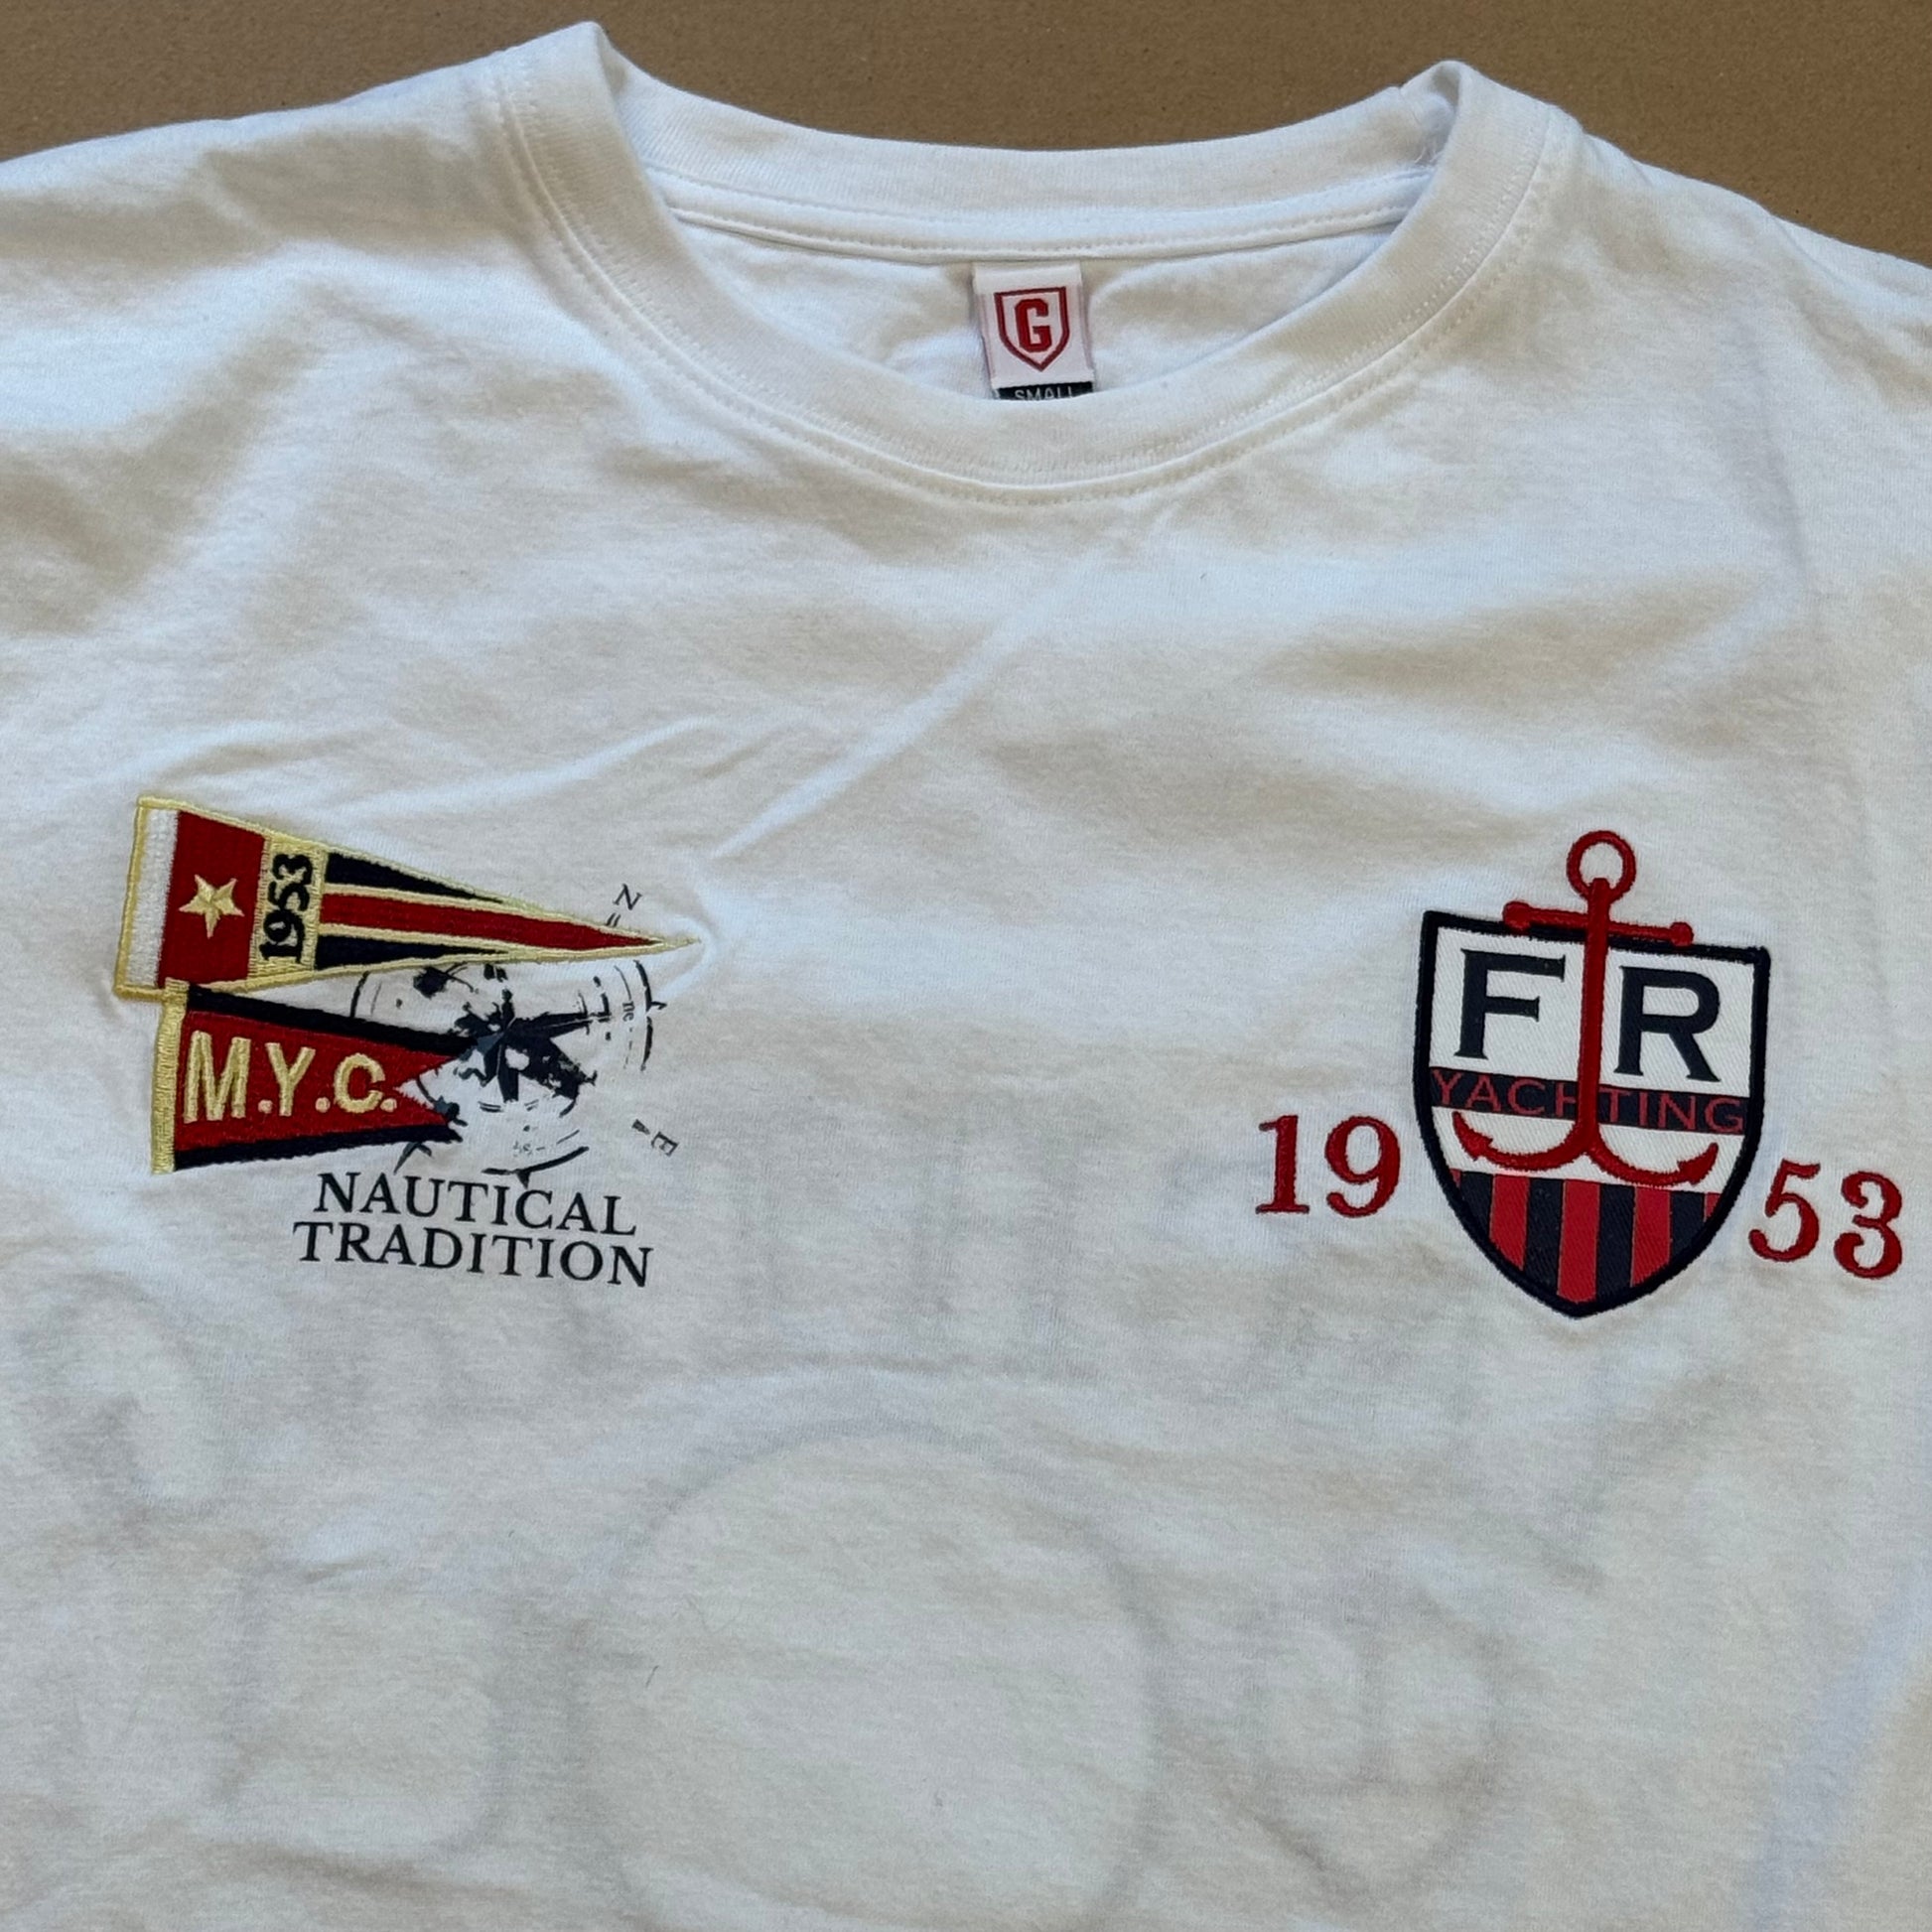 G
SMALL
1953
N
M.Y.C.
E
NAUTICAL
TRADITION
F R
YACHTING
19 53